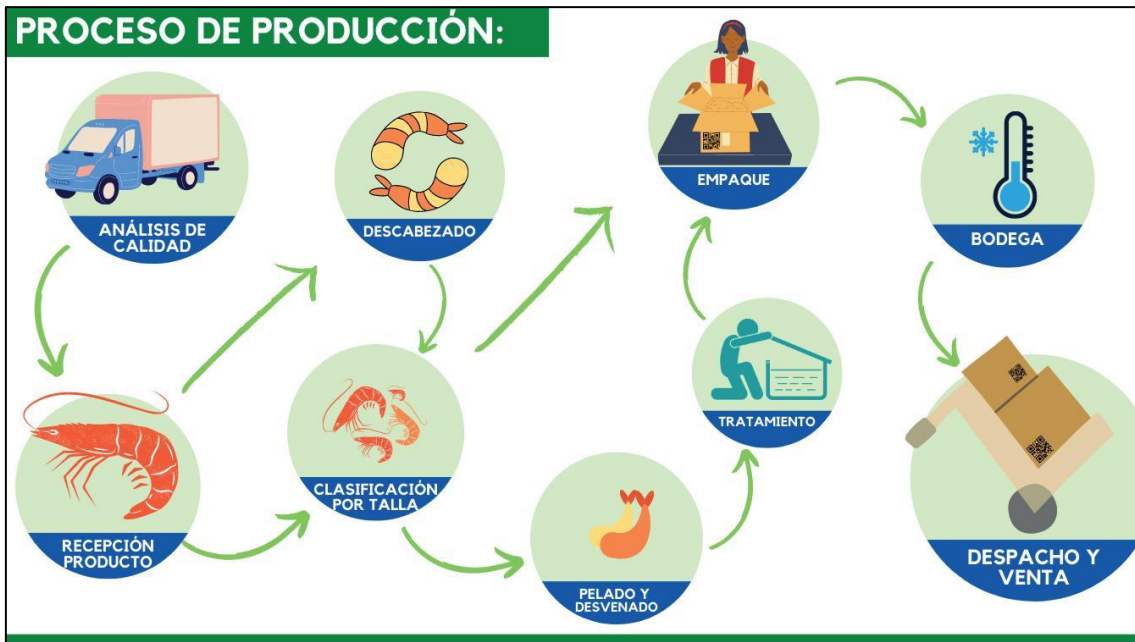 PROCESO DE PRODUCCIÓN:
ANÁLISIS DE
CALIDAD
DESCABEZADO
EMPAQUE
BODEGA
RECEPCIÓN
PRODUCTO
CLASIFICACIÓN
POR TALLA
PELADO Y
DESVENADO
TRATAMIENTO
DESPACHO Y
VENTA